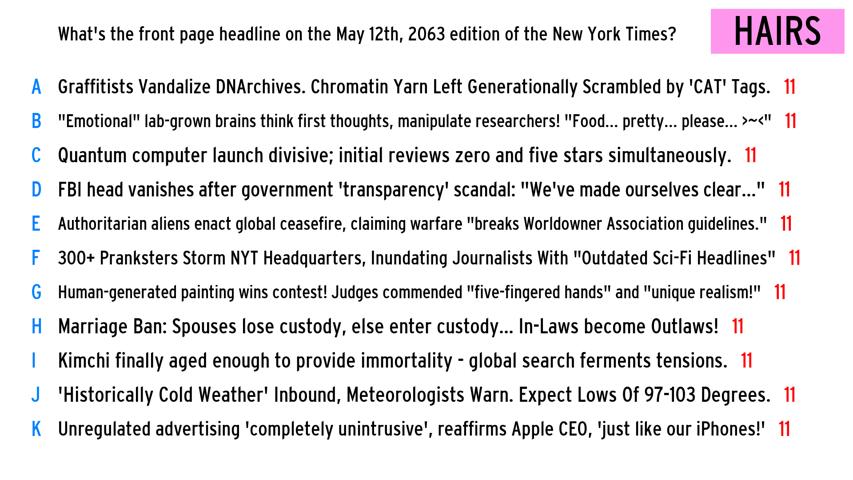 What's the front page headline on the May 12th, 2063 edition of the New York Times?
HAIRS
A Graffitists Vandalize DNArchives. Chromatin Yarn Left Generationally Scrambled by 'CAT' Tags. 11
B "Emotional" lab-grown brains think first thoughts, manipulate researchers! "Food... pretty... please... >~<" 11
C Quantum computer launch divisive; initial reviews zero and five stars simultaneously. 11
D FBI head vanishes after government 'transparency' scandal: "We've made ourselves clear..." 11
E Authoritarian aliens enact global ceasefire, claiming warfare "breaks Worldowner Association guidelines." 11
F 300+ Pranksters Storm NYT Headquarters, Inundating Journalists With "Outdated Sci-Fi Headlines" 11
G Human-generated painting wins contest! Judges commended "five-fingered hands" and "unique realism!" 11
H Marriage Ban: Spouses lose custody, else enter custody... In-Laws become Outlaws! 11
I Kimchi finally aged enough to provide immortality - global search ferments tensions. 11
J 'Historically Cold Weather' Inbound, Meteorologists Warn. Expect Lows Of 97-103 Degrees. 11
K Unregulated advertising 'completely unintrusive', reaffirms Apple CEO, 'just like our iPhones!' 11